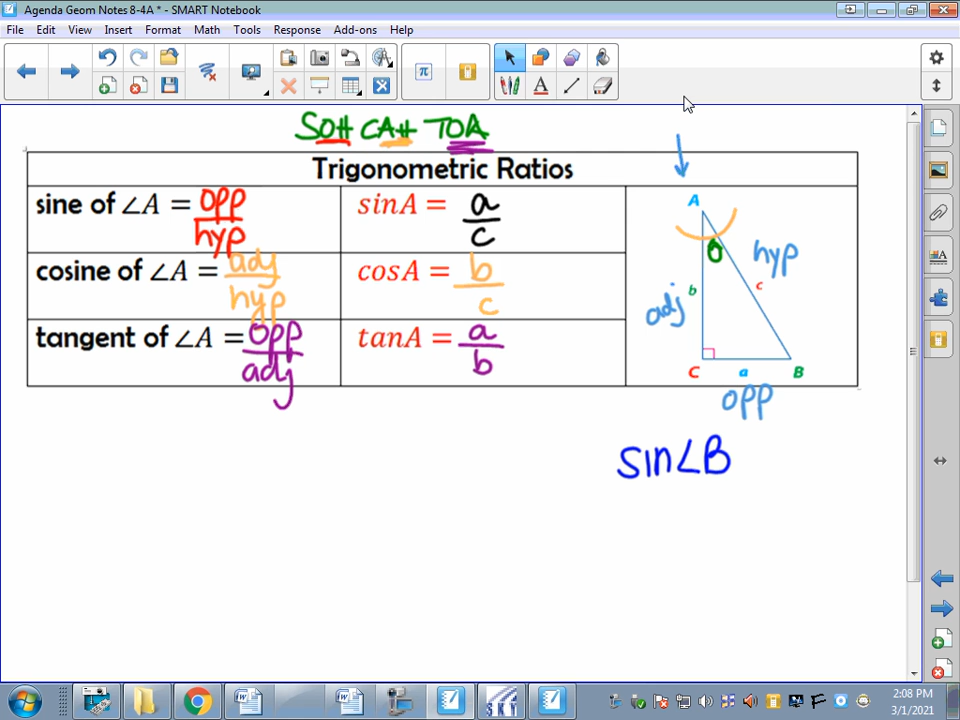 Agenda Geom Notes 8-4A * - SMART Notebook
File Edit View Insert Format Math Tools Response Add-ons Help
π A
SOH CAH TOA
Trigonometric Ratios
sine of ∠A = opp/hyp
sinA = a/c
cosine of ∠A = adj/hyp
cosA = b/c
tangent of ∠A = opp/adj
tanA = a/b
A
θ
hyp
b
c
adj
C a B
opp
sin∠B
2:08 PM
3/1/2021